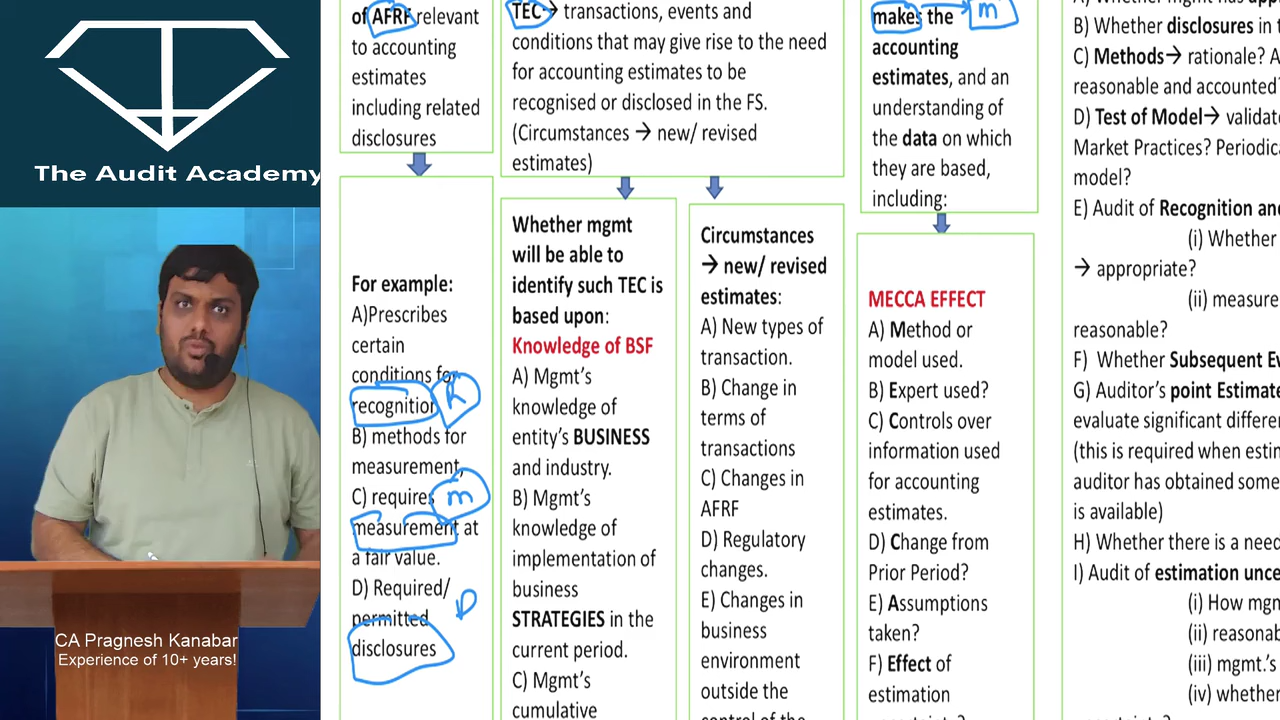 The Audit Academy
CA Pragnesh Kanabar
Experience of 10+ years!
of AFRF relevant
to accounting
estimates
including related
disclosures
For example:
A)Prescribes
certain
conditions for
recognition
R
B) methods for
measurement,
C) requires
m
measurement at
a fair value.
D) Required/
D
permitted
disclosures
TEC→ transactions, events and
conditions that may give rise to the need
for accounting estimates to be
recognised or disclosed in the FS.
(Circumstances → new/ revised
estimates)
Whether mgmt
will be able to
identify such TEC is
based upon:
Knowledge of BSF
A) Mgmt’s
knowledge of
entity’s BUSINESS
and industry.
B) Mgmt’s
knowledge of
implementation of
business
STRATEGIES in the
current period.
C) Mgmt’s
cumulative
Circumstances
→ new/ revised
estimates:
A) New types of
transaction.
B) Change in
terms of
transactions
C) Changes in
AFRF
D) Regulatory
changes.
E) Changes in
business
environment
outside the
control of the
makes the
m
accounting
estimates, and an
understanding of
the data on which
they are based,
including:
MECCA EFFECT
A) Method or
model used.
B) Expert used?
C) Controls over
information used
for accounting
estimates.
D) Change from
Prior Period?
E) Assumptions
taken?
F) Effect of
estimation
B) Whether disclosures in
C) Methods→ rationale?
reasonable and accounted?
D) Test of Model→
Market Practices?
model?
E) Audit of Recognition
(i) Whether
→ appropriate?
(ii)
reasonable?
F) Whether Subsequent
G) Auditor’s point
evaluate significant
(this is required when
auditor has obtained some
is available)
H) Whether there is a
I) Audit of estimation
(i) How
(ii)
(iii) mgmt.’s
(iv) whether